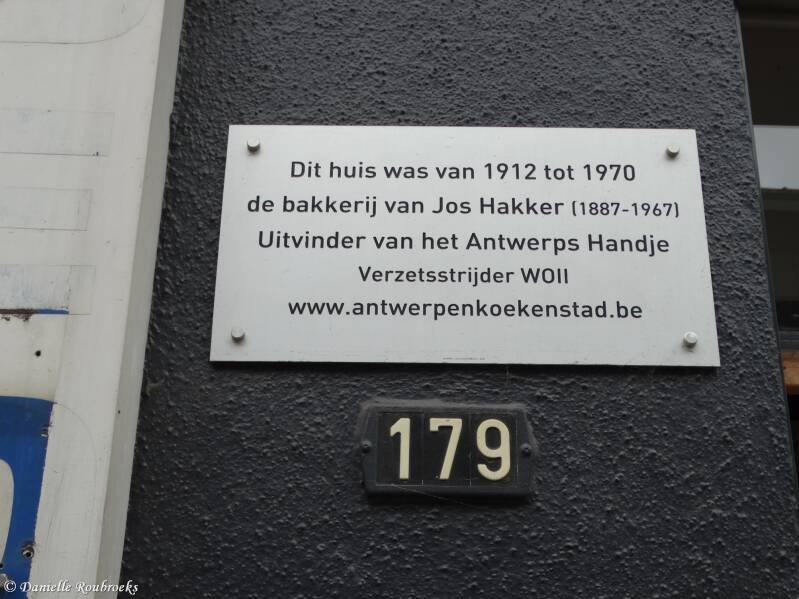 Dit huis was van 1912 tot 1970
de bakkerij van Jos Hakker (1887-1967)
Uitvinder van het Antwerps Handje
Verzetsstrijder WOII
www.antwerpenkoekenstad.be
179
© Danielle Roubroeks